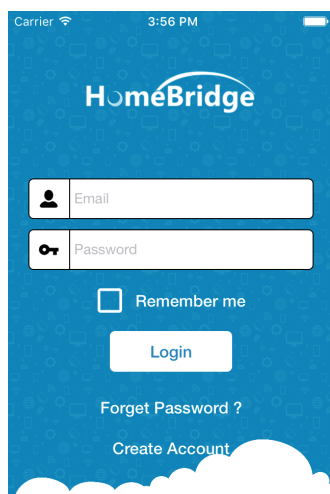 Carrier 3:56 PM
HomeBridge
Email
Password
Remember me
Login
Forget Password ?
Create Account